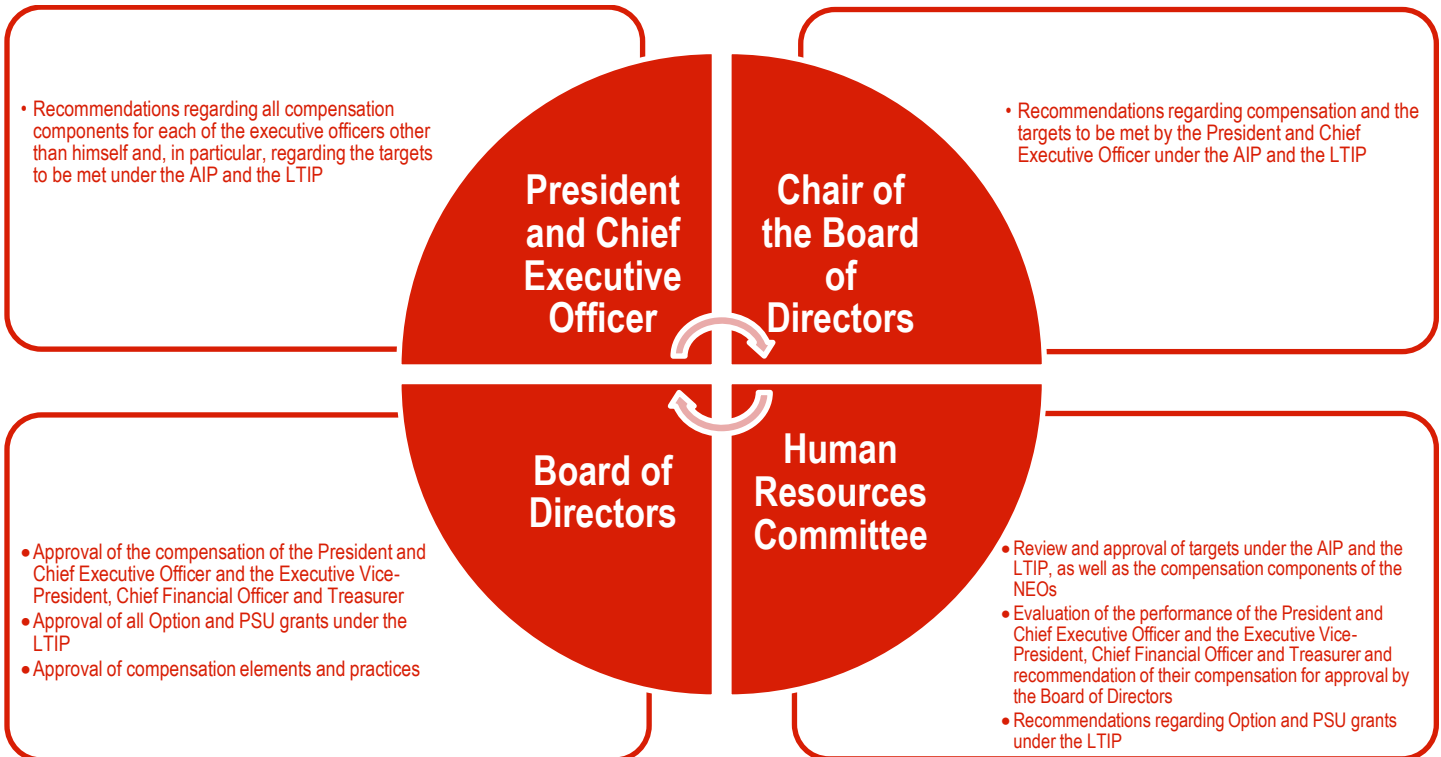 • Recommendations regarding all compensation
components for each of the executive officers other
than himself and, in particular, regarding the targets
to be met under the AIP and the LTIP
President
and Chief
Executive
Officer
Chair of
the Board
of
Directors
• Recommendations regarding compensation and the
targets to be met by the President and Chief
Executive Officer under the AIP and the LTIP
• Approval of the compensation of the President and
Chief Executive Officer and the Executive Vice-
President, Chief Financial Officer and Treasurer
• Approval of all Option and PSU grants under the
LTIP
• Approval of compensation elements and practices
Board of
Directors
Human
Resources
Committee
• Review and approval of targets under the AIP and the
LTIP, as well as the compensation components of the
NEOs
• Evaluation of the performance of the President and
Chief Executive Officer and the Executive Vice-
President, Chief Financial Officer and Treasurer and
recommendation of their compensation for approval by
the Board of Directors
• Recommendations regarding Option and PSU grants
under the LTIP